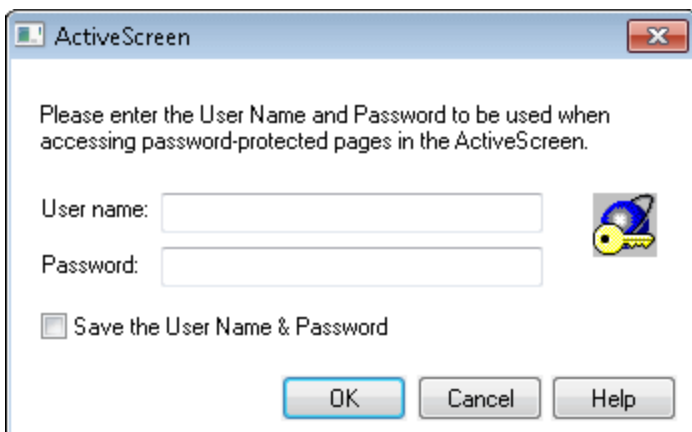 ActiveScreen
Please enter the User Name and Password to be used when
accessing password-protected pages in the ActiveScreen.
User name:
Password:
Save the User Name & Password
OK Cancel Help